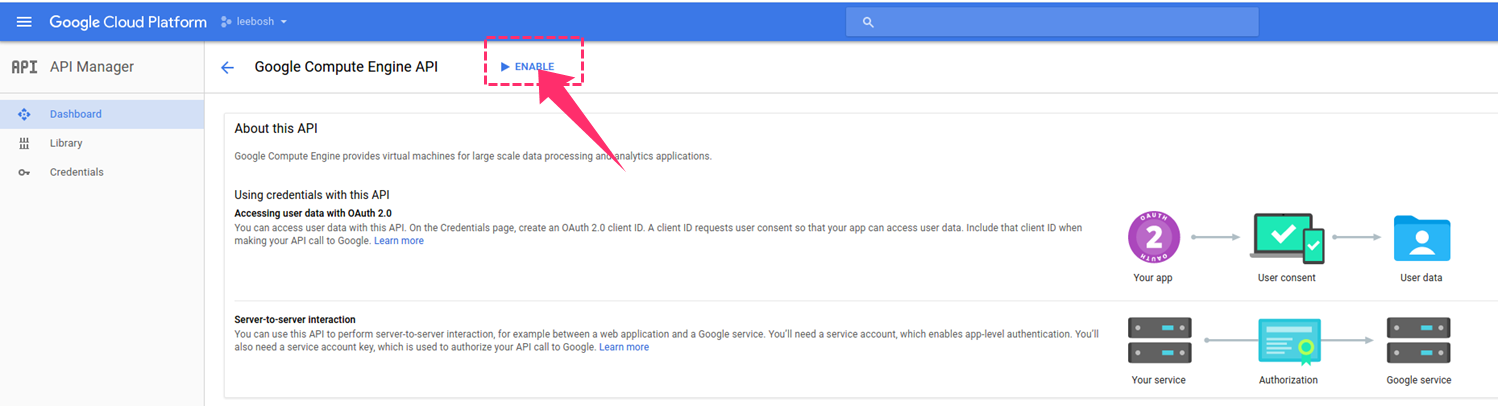 Google Cloud Platform leebosh
API API Manager
Google Compute Engine API ENABLE
Dashboard
Library
Credentials
About this API
Google Compute Engine provides virtual machines for large scale data processing and analytics applications.
Using credentials with this API
Accessing user data with OAuth 2.0
You can access user data with this API. On the Credentials page, create an OAuth 2.0 client ID. A client ID requests user consent so that your app can access user data. Include that client ID when
making your API call to Google. Learn more
OAUTH
2
OAUTH
Your app User consent User data
Server-to-server interaction
You can use this API to perform server-to-server interaction, for example between a web application and a Google service. You'll need a service account, which enables app-level authentication. You'll
also need a service account key, which is used to authorize your API call to Google. Learn more
Your service Authorization Google service